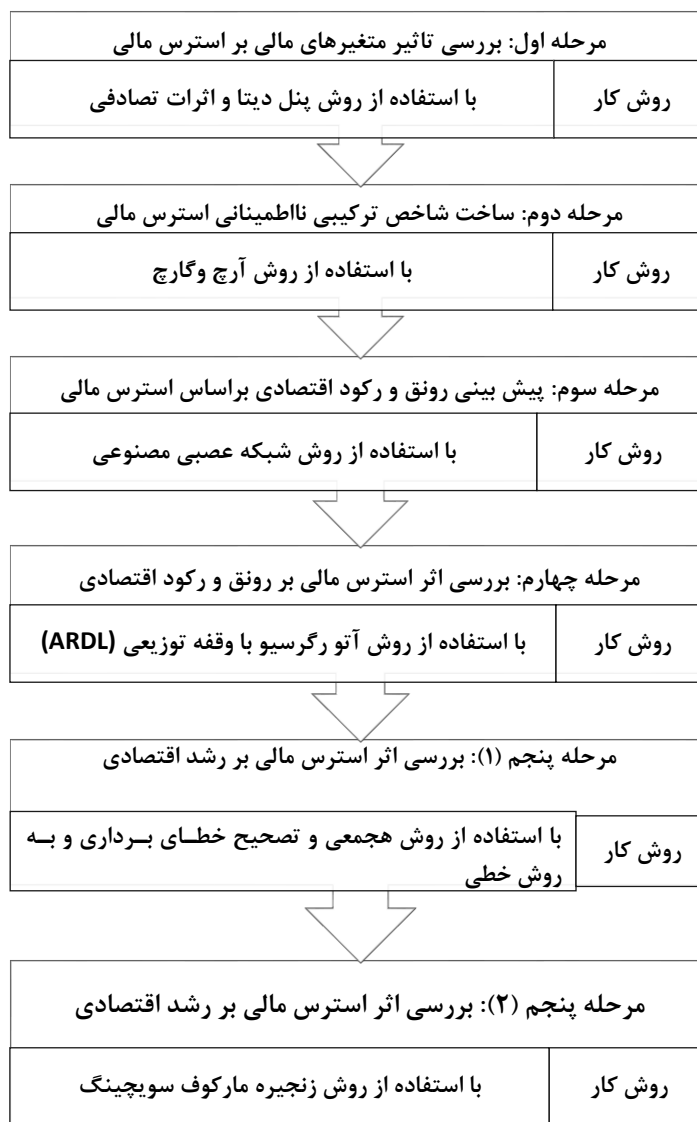 مرحله اول: بررسی تاثیر متغیرهای مالی بر استرس مالی
روش کار
با استفاده از روش پنل دیتا و اثرات تصادفی
مرحله دوم: ساخت شاخص ترکیبی نااطمینانی استرس مالی
روش کار
با استفاده از روش آرچ وگارچ
مرحله سوم: پیش بینی رونق و رکود اقتصادی براساس استرس مالی
روش کار
با استفاده از روش شبکه عصبی مصنوعی
مرحله چهارم: بررسی اثر استرس مالی بر رونق و رکود اقتصادی
روش کار
با استفاده از روش آتو رگرسیو با وقفه توزیعی (ARDL)
مرحله پنجم (۱): بررسی اثر استرس مالی بر رشد اقتصادی
روش کار
با استفاده از روش هجمعی و تصحیح خطـای بـرداری و بـه
روش خطی
مرحله پنجم (۲): بررسی اثر استرس مالی بر رشد اقتصادی
روش کار
با استفاده از روش زنجیره مارکوف سویچینگ